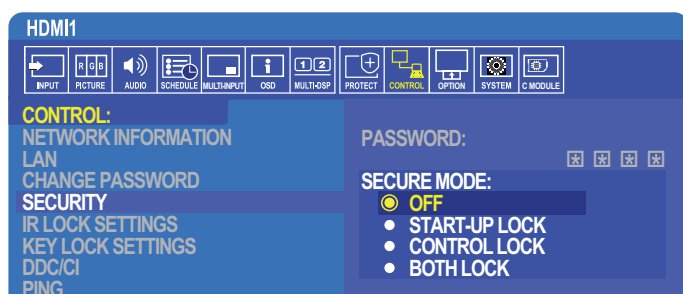 HDMI1
INPUT R G B PICTURE AUDIO SCHEDULE MULTI-INPUT i OSD 1 2 MULTI-DSP PROTECT CONTROL OPTION SYSTEM C MODULE
CONTROL:
NETWORK INFORMATION
LAN
CHANGE PASSWORD
SECURITY
IR LOCK SETTINGS
KEY LOCK SETTINGS
DDC/CI
PING
PASSWORD:
* * * *
SECURE MODE:
OFF
START-UP LOCK
CONTROL LOCK
BOTH LOCK